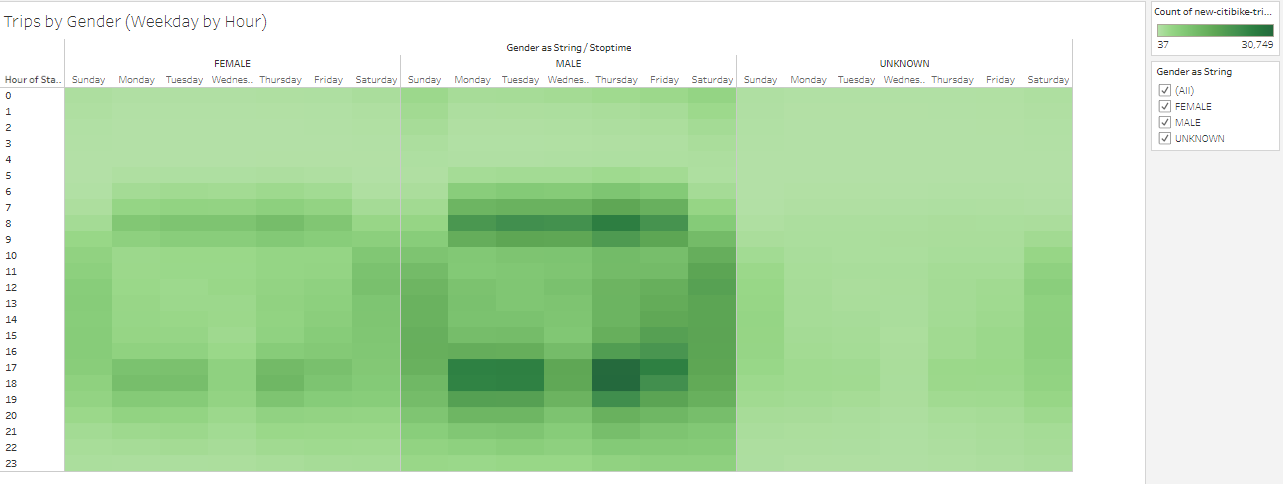 Trips by Gender (Weekday by Hour)
Gender as String / Stoptime
FEMALE MALE UNKNOWN
Hour of Sta.. Sunday Monday Tuesday Wednes.. Thursday Friday Saturday Sunday Monday Tuesday Wednes.. Thursday Friday Saturday Sunday Monday Tuesday Wednes.. Thursday Friday Saturday
0
1
2
3
4
5
6
7
8
9
10
11
12
13
14
15
16
17
18
19
20
21
22
23
Count of new-citibike-tri...
37 30,749
Gender as String
(All)
FEMALE
MALE
UNKNOWN